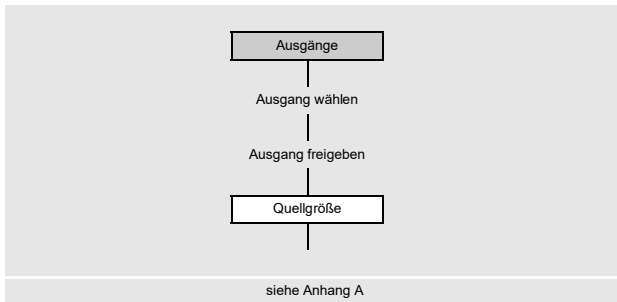 Ausgänge
Ausgang wählen
Ausgang freigeben
Quellgröße
siehe Anhang A